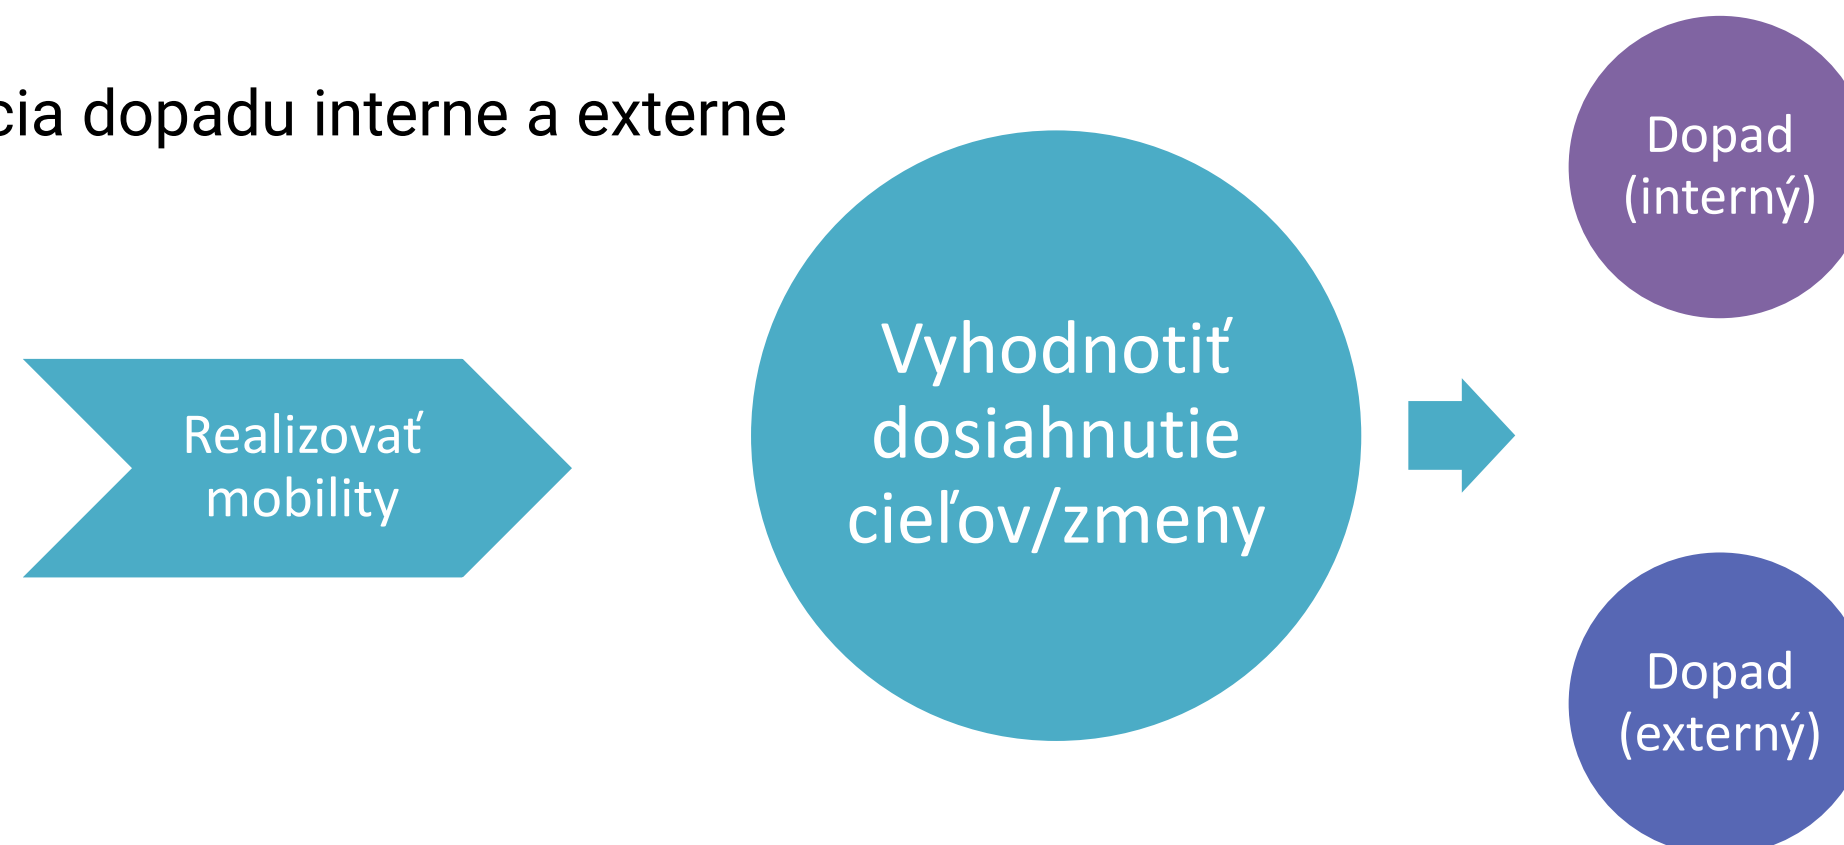 cia dopadu interne a externe
Realizovať
mobility
Vyhodnotiť
dosiahnutie
cieľov/zmeny
Dopad
(interný)
Dopad
(externý)